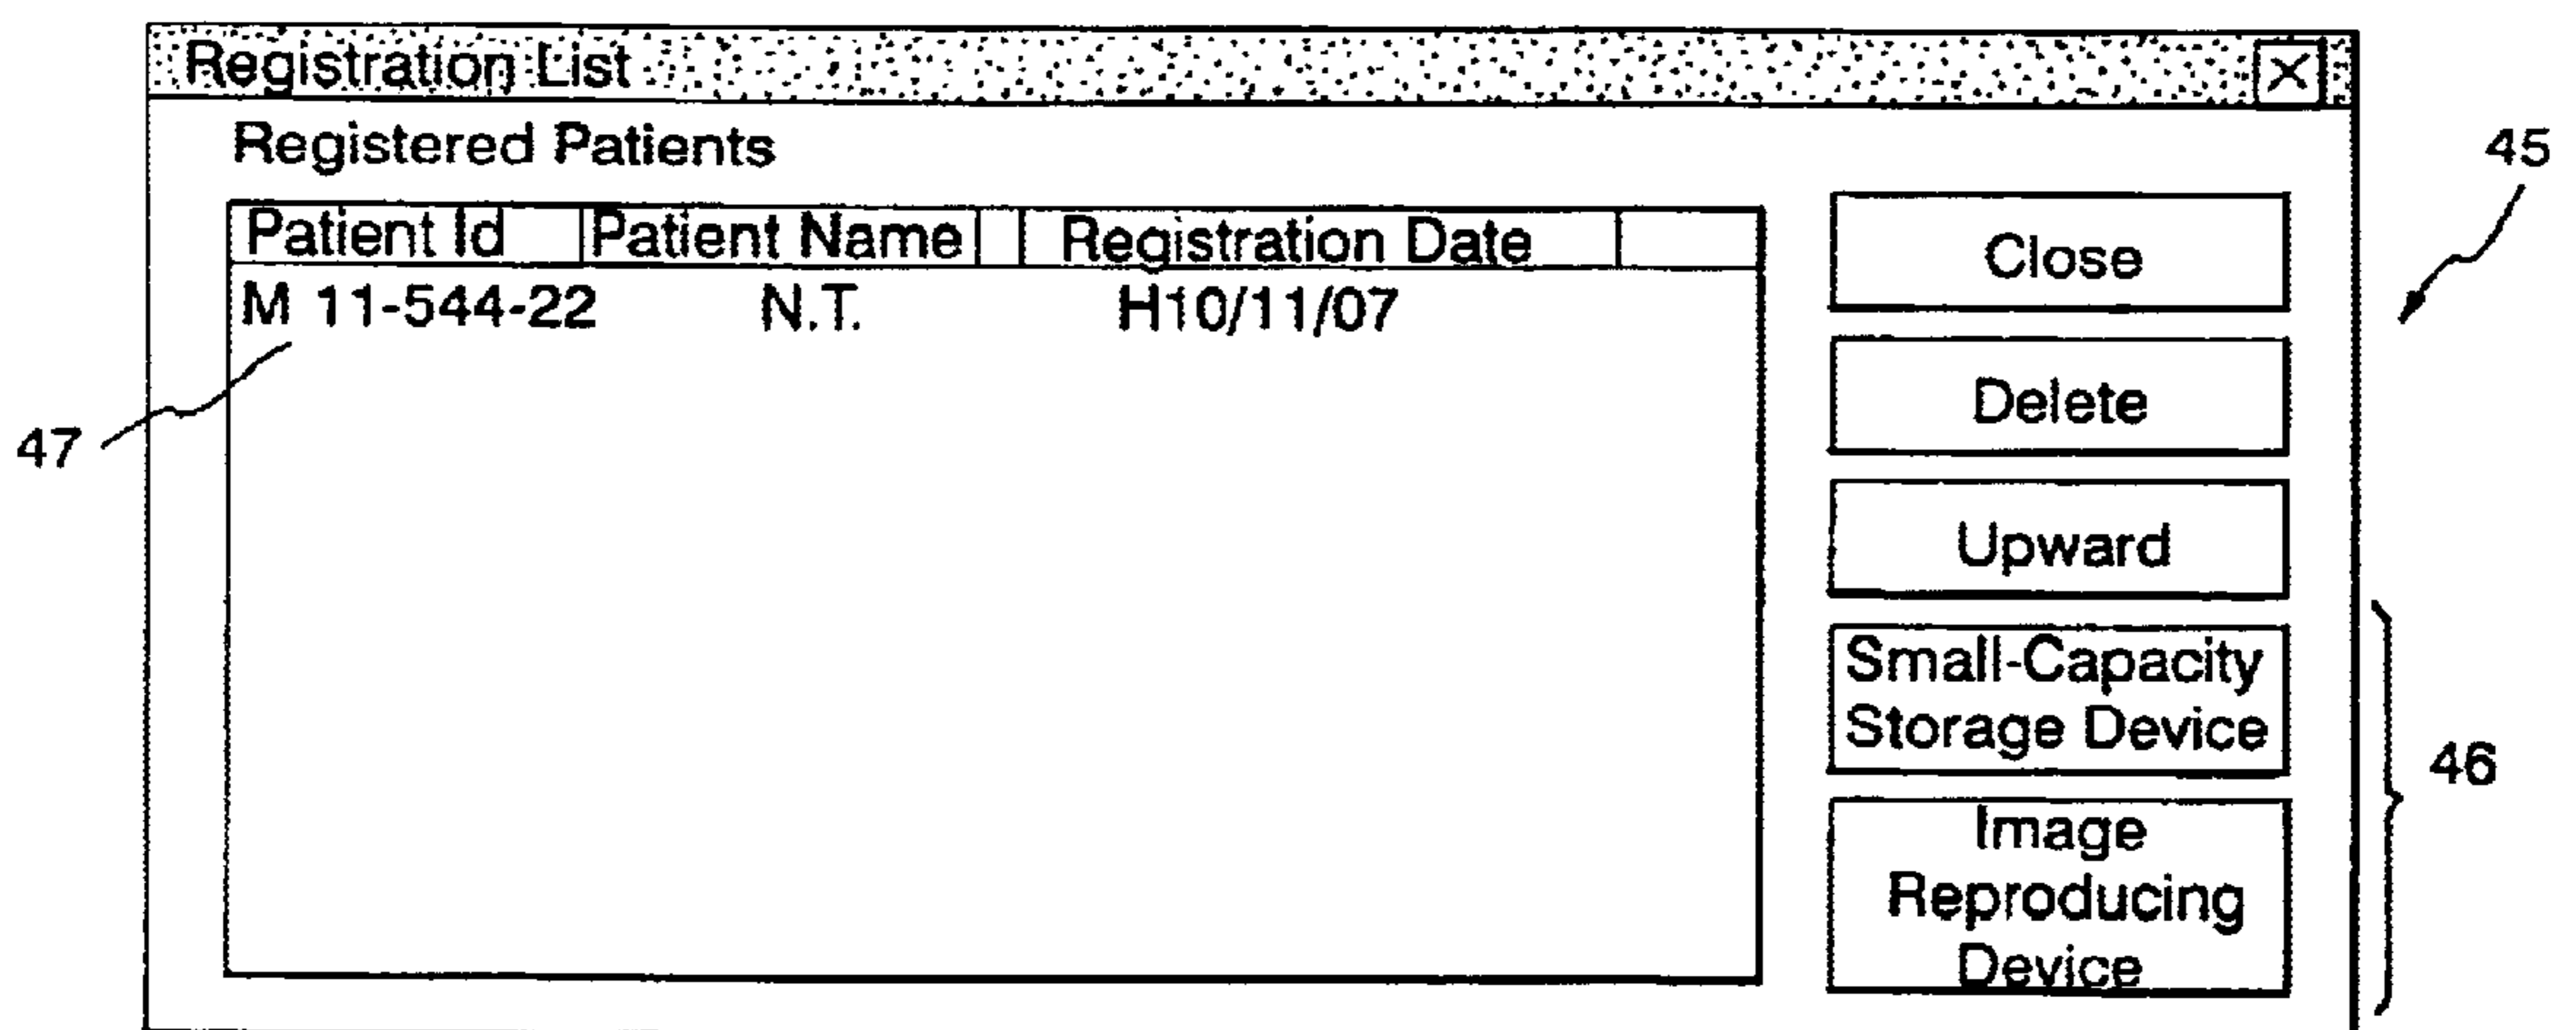 Registration List
Registered Patients
45
Patient Id Patient Name Registration Date
Close
M 11-544-22 N.T. H10/11/07
Delete
47
Upward
Small-Capacity
Storage Device
46
Image
Reproducing
Device